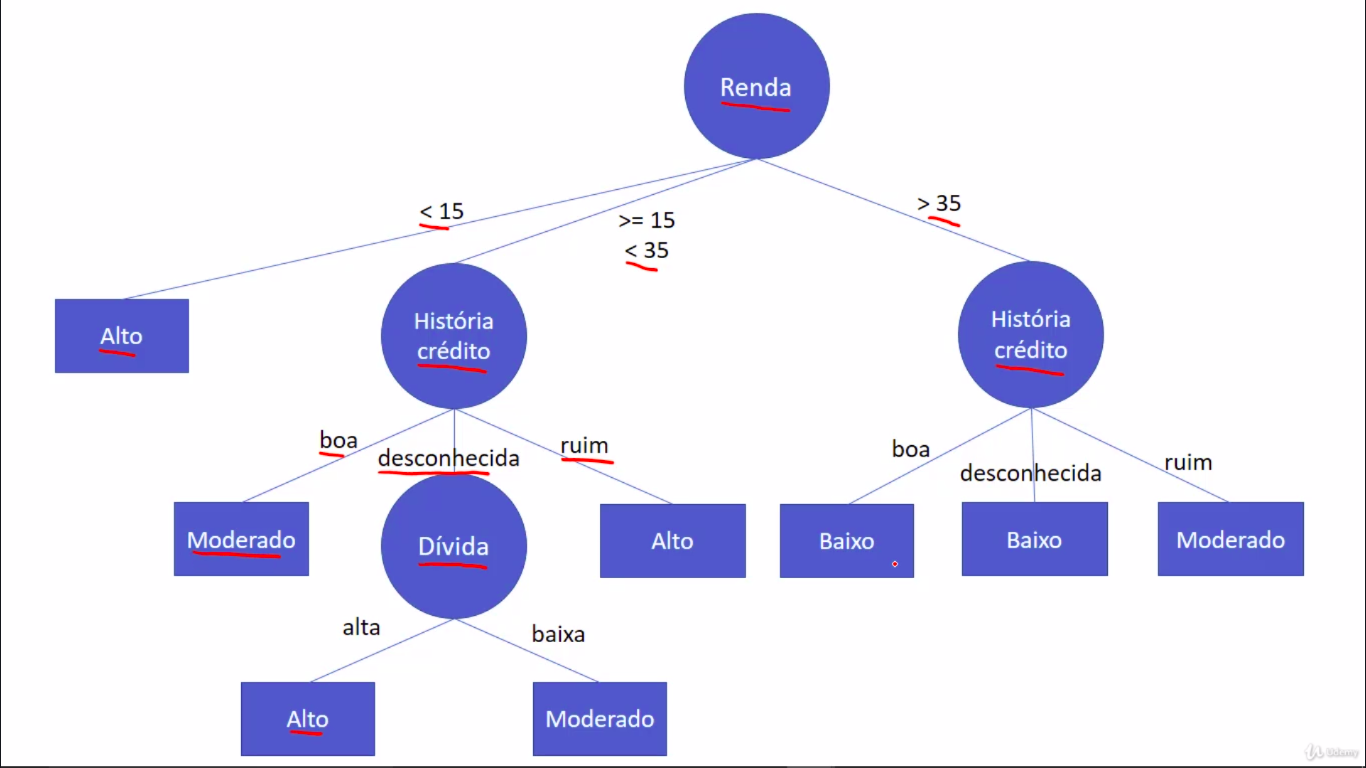 Renda
< 15
>= 15
< 35
> 35
Alto
História
crédito
História
crédito
boa
desconhecida
ruim
boa
desconhecida
ruim
Moderado
Dívida
Alto
Baixo
Baixo
Moderado
alta
baixa
Alto
Moderado
Udemy